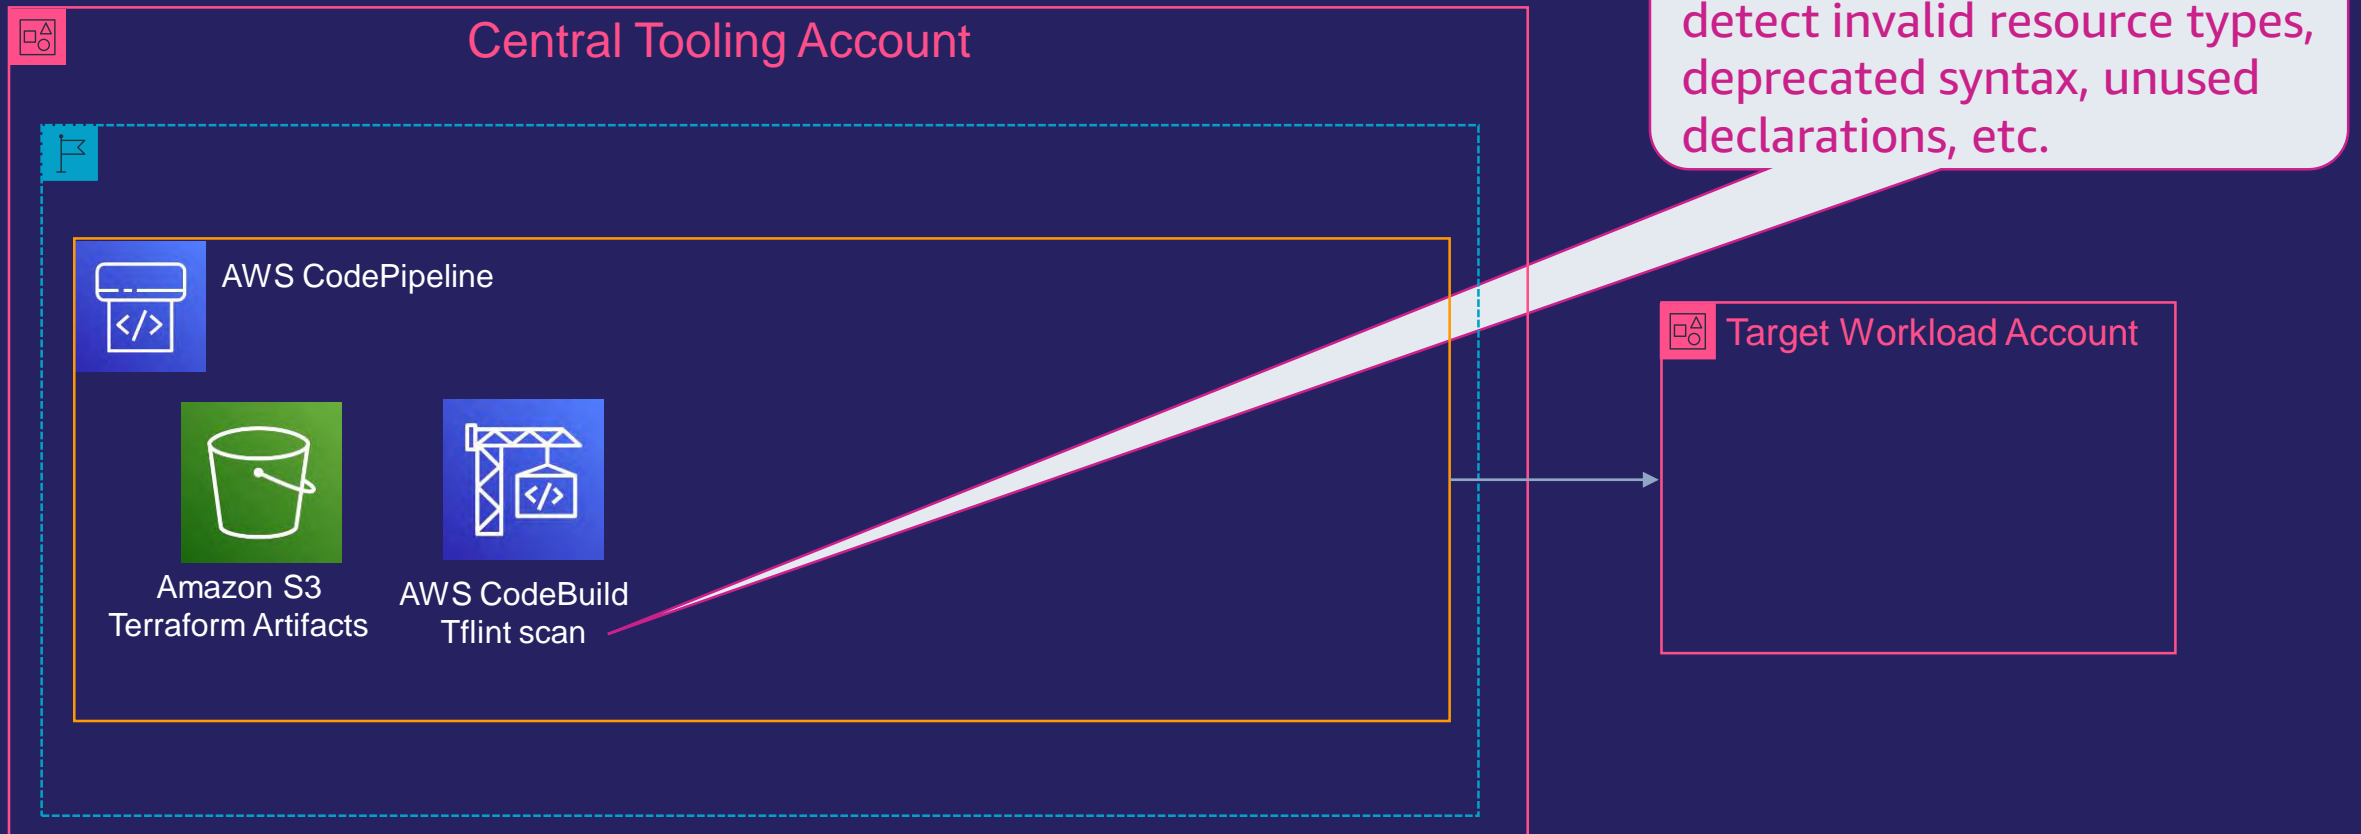 Central Tooling Account
detect invalid resource types,
deprecated syntax, unused
declarations, etc.
AWS CodePipeline
</>
Target Workload Account
</>
Amazon S3
Terraform Artifacts
AWS CodeBuild
Tflint scan